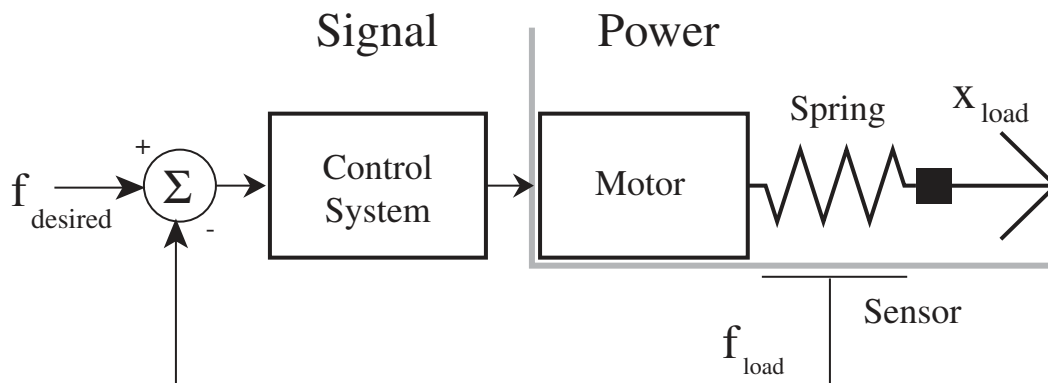 Signal
Power
Spring
x load
+
Σ
Control
System
Motor
f desired
-
Sensor
f load